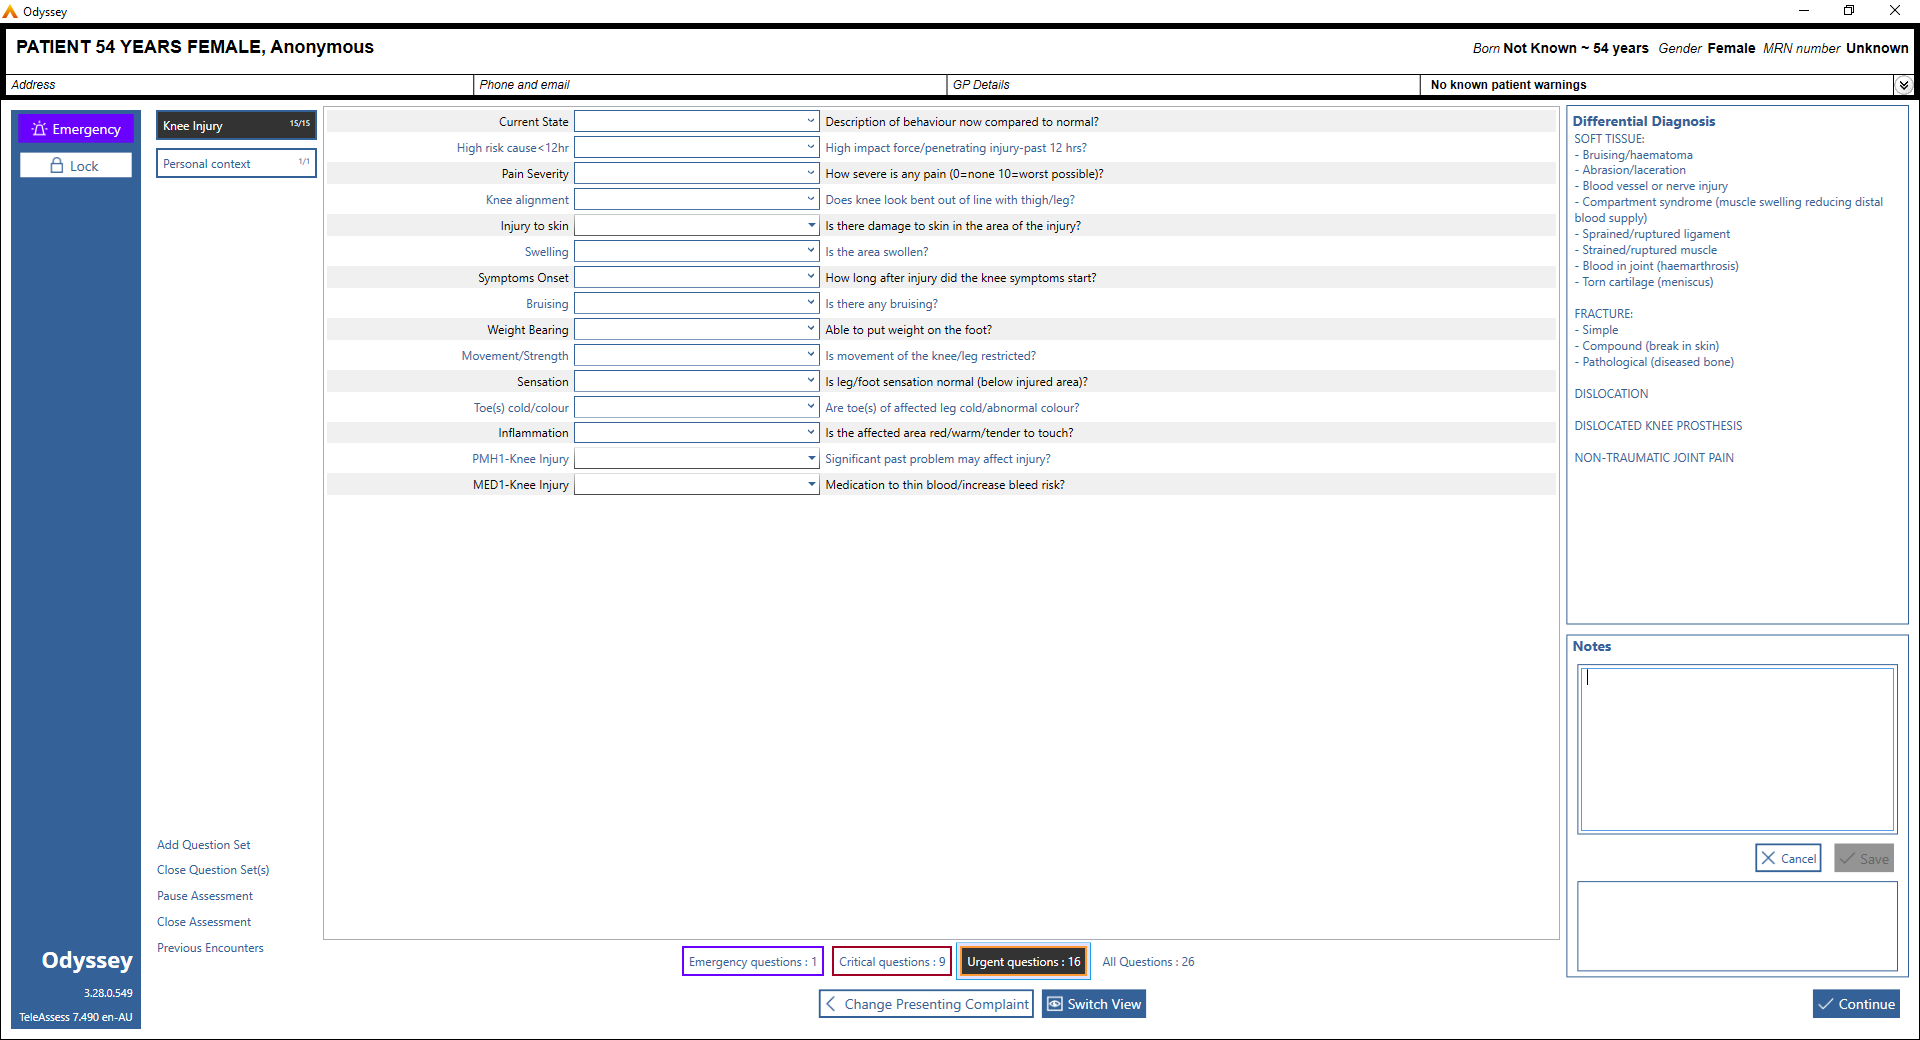 Odyssey
PATIENT 54 YEARS FEMALE, Anonymous
Born Not Known ~ 54 years Gender Female MRN number Unknown
Address
Phone and email
GP Details
No known patient warnings
Emergency
Lock
Knee Injury 15/15
Personal context 1/1
Current State Description of behaviour now compared to normal?
High risk cause<12hr High impact force/penetrating injury-past 12 hrs?
Pain Severity How severe is any pain (0=none 10=worst possible)?
Knee alignment Does knee look bent out of line with thigh/leg?
Injury to skin Is there damage to skin in the area of the injury?
Swelling Is the area swollen?
Symptoms Onset How long after injury did the knee symptoms start?
Bruising Is there any bruising?
Weight Bearing Able to put weight on the foot?
Movement/Strength Is movement of the knee/leg restricted?
Sensation Is leg/foot sensation normal (below injured area)?
Toe(s) cold/colour Are toe(s) of affected leg cold/abnormal colour?
Inflammation Is the affected area red/warm/tender to touch?
PMH1-Knee Injury Significant past problem may affect injury?
MED1-Knee Injury Medication to thin blood/increase bleed risk?
Differential Diagnosis
SOFT TISSUE:
- Bruising/haematoma
- Abrasion/laceration
- Blood vessel or nerve injury
- Compartment syndrome (muscle swelling reducing distal
blood supply)
- Sprained/ruptured ligament
- Strained/ruptured muscle
- Blood in joint (haemarthrosis)
- Torn cartilage (meniscus)
FRACTURE:
- Simple
- Compound (break in skin)
- Pathological (diseased bone)
DISLOCATION
DISLOCATED KNEE PROSTHESIS
NON-TRAUMATIC JOINT PAIN
Notes
Cancel
Save
Add Question Set
Close Question Set(s)
Pause Assessment
Close Assessment
Previous Encounters
Odyssey
3.28.0.549
TeleAssess 7.490 en-AU
Emergency questions : 1
Critical questions : 9
Urgent questions : 16
All Questions : 26
Change Presenting Complaint
Switch View
Continue